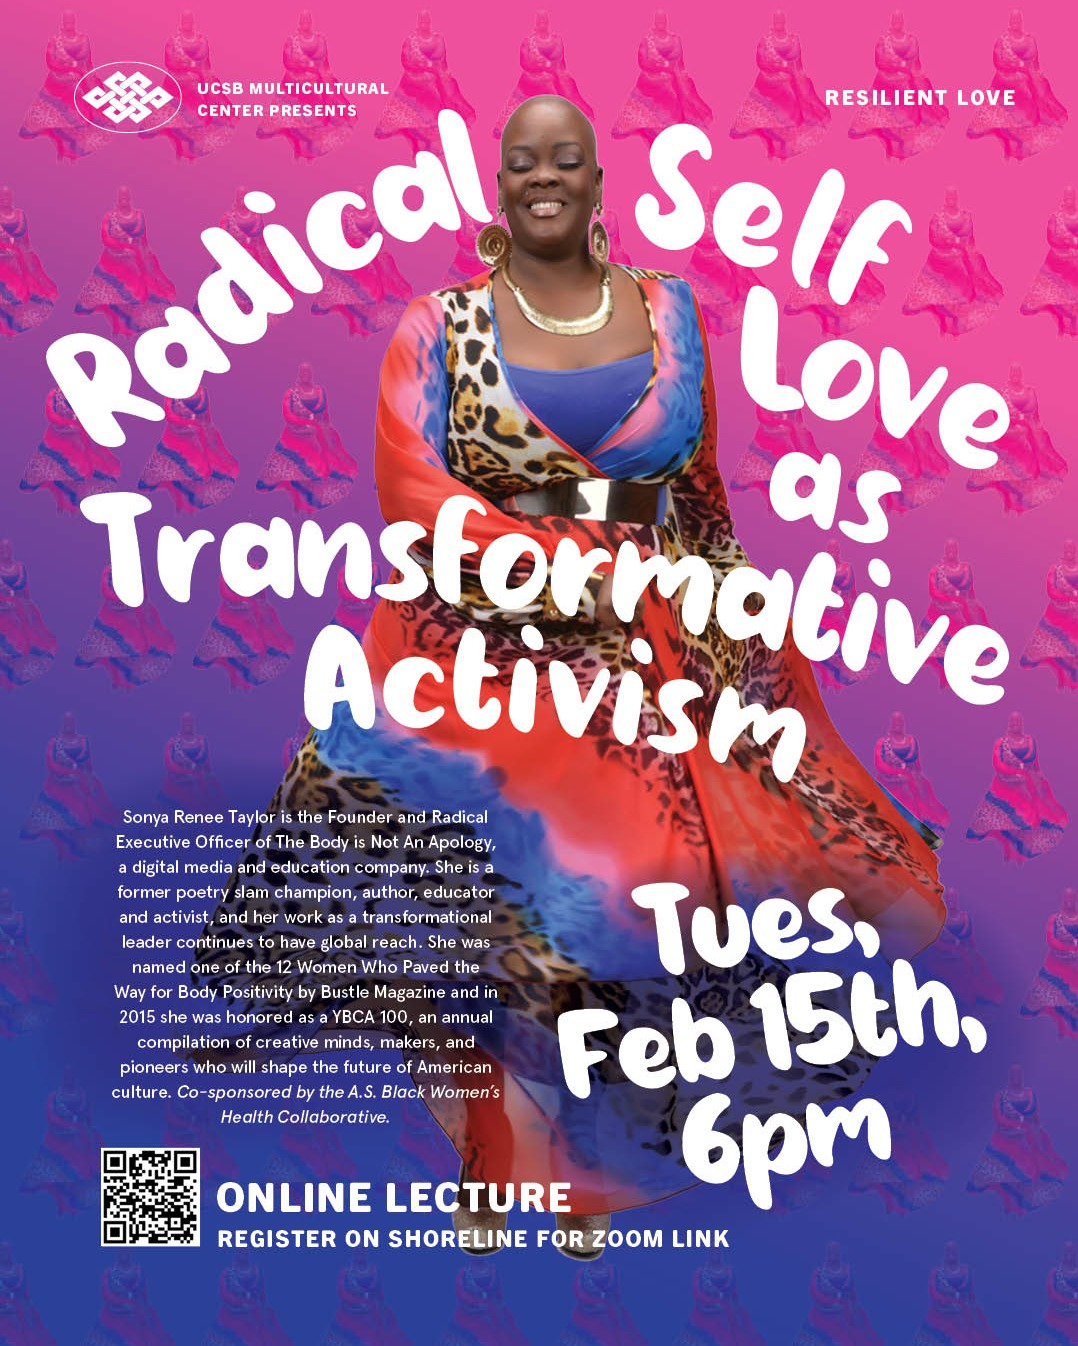 UCSB MULTICULTURAL
CENTER PRESENTS
RESILIENT LOVE
Radical
Self
Love
as
Transformative
Activism
Sonya Renee Taylor is the Founder and Radical
Executive Officer of The Body is Not An Apology,
a digital media and education company. She is a
former poetry slam champion, author, educator
and activist, and her work as a transformational
leader continues to have global reach. She was
named one of the 12 Women Who Paved the
Way for Body Positivity by Bustle Magazine and in
2015 she was honored as a YBCA 100, an annual
compilation of creative minds, makers, and
pioneers who will shape the future of American
culture. Co-sponsored by the A.S. Black Women's
Health Collaborative.
Tues,
Feb 15th,
6pm
ONLINE LECTURE
REGISTER ON SHORELINE FOR ZOOM LINK